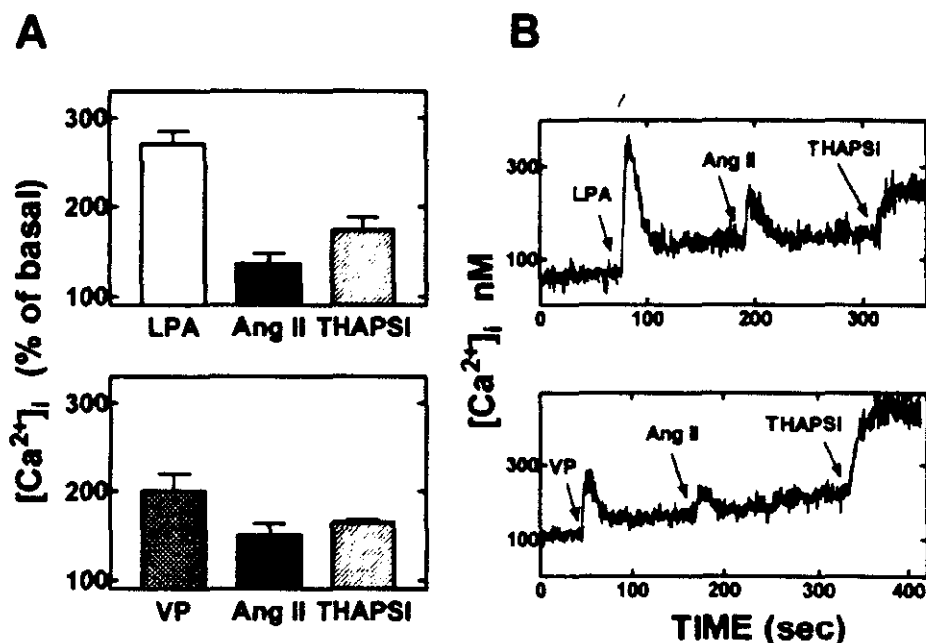 A
B
[Ca²⁺]ᵢ (% of basal)
300
200
100
LPA Ang II THAPSI
300
200
100
VP Ang II THAPSI
[Ca²⁺]ᵢ nM
300
100
LPA
Ang II
THAPSI
0 100 200 300
300
100
VP
Ang II
THAPSI
0 100 200 300 400
TIME (sec)